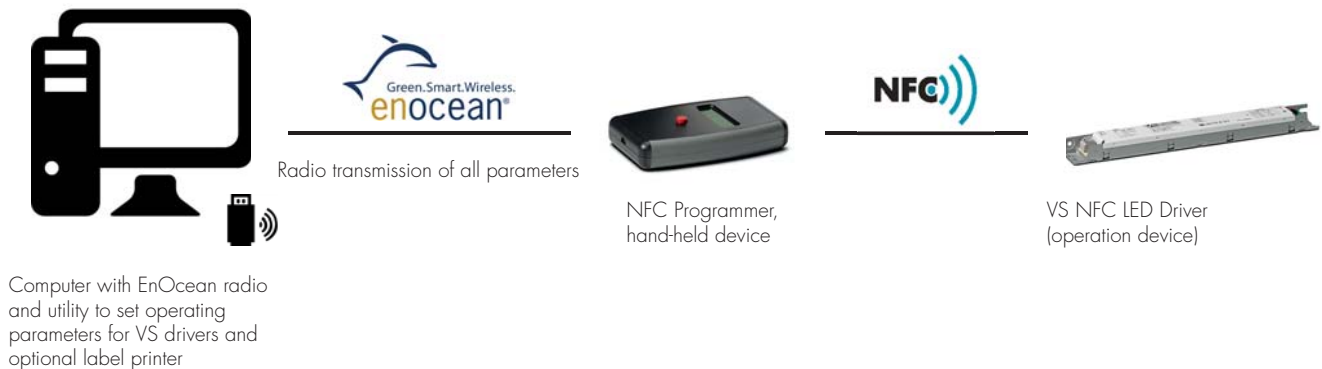 Green.Smart.Wireless.
enocean®
Radio transmission of all parameters
NFC
NFC Programmer,
hand-held device
VS NFC LED Driver
(operation device)
Computer with EnOcean radio
and utility to set operating
parameters for VS drivers and
optional label printer